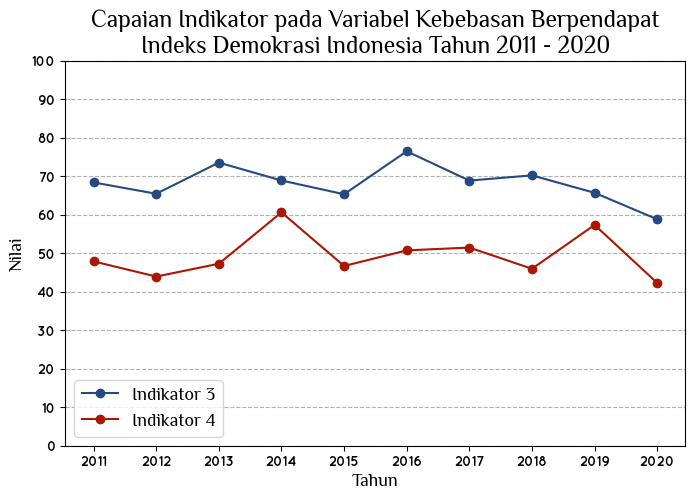 Capaian Indikator pada Variabel Kebebasan Berpendapat
Indeks Demokrasi Indonesia Tahun 2011 - 2020
100
90
80
70
60
50
40
30
20
10
0
Nilai
Indikator 3
Indikator 4
2011 2012 2013 2014 2015 2016 2017 2018 2019 2020
Tahun